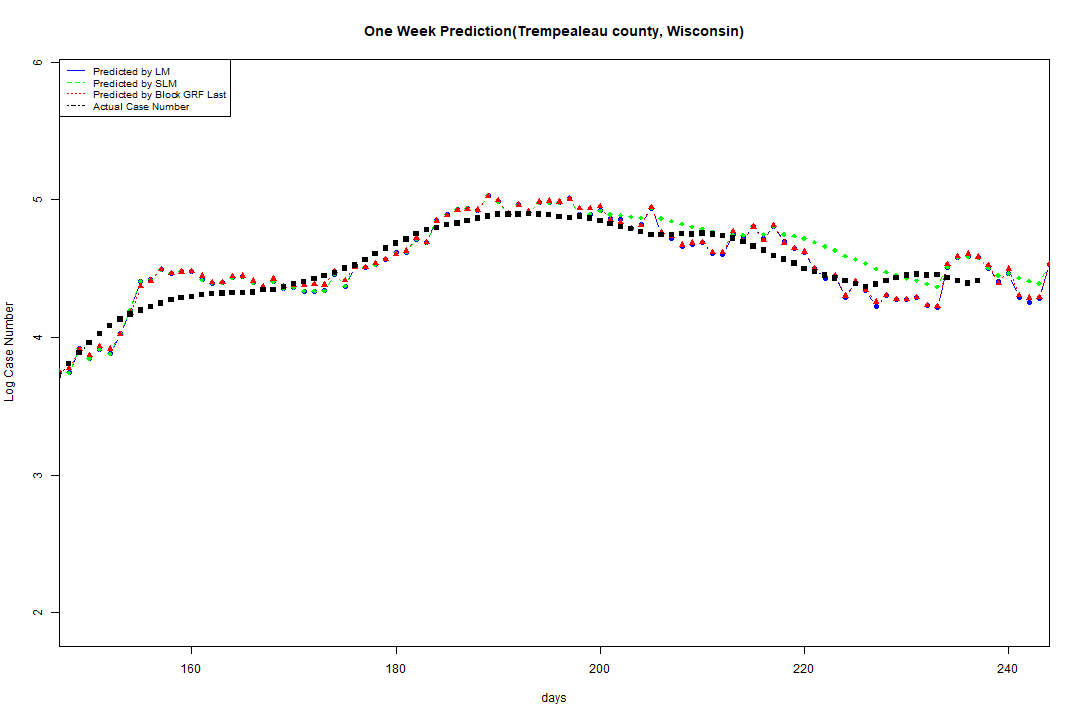 One Week Prediction(Trempealeau county, Wisconsin)
Predicted by LM
Predicted by SLM
Predicted by Block GRF Last
Actual Case Number
6
5
4
3
2
Log Case Number
160 180 200 220 240
days